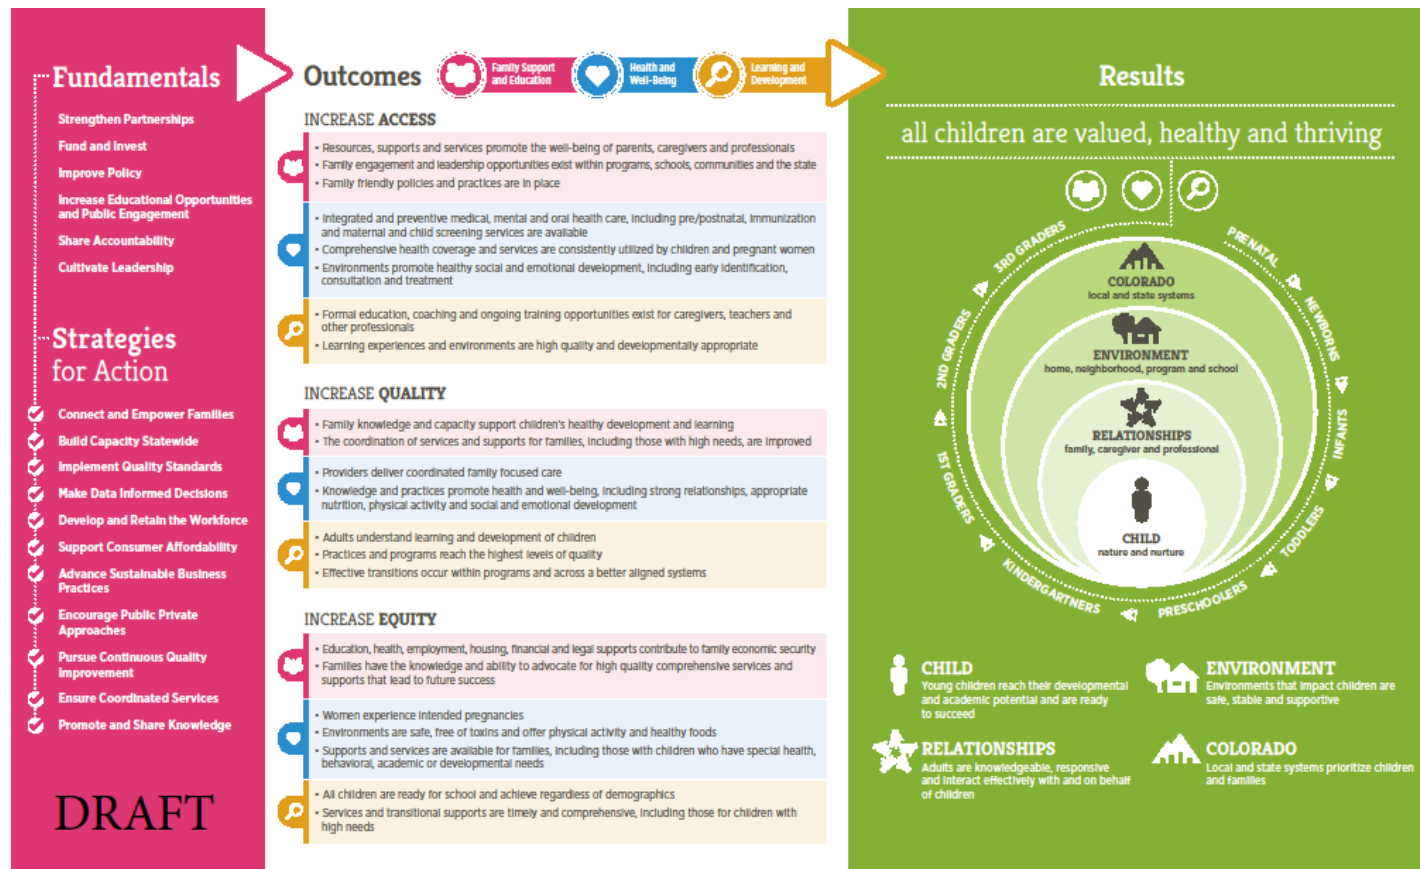 Fundamentals
Strengthen Partnerships
Fund and Invest
Improve Policy
Increase Educational Opportunities
and Public Engagement
Share Accountability
Cultivate Leadership
Strategies
for Action
Connect and Empower Families
Build Capacity Statewide
Implement Quality Standards
Make Data Informed Decisions
Develop and Retain the Workforce
Support Consumer Affordability
Advance Sustainable Business
Practices
Encourage Public Private
Approaches
Pursue Continuous Quality
Improvement
Ensure Coordinated Services
Promote and Share Knowledge
DRAFT
Outcomes
Family Support
and Education
Health and
Well-Being
Learning and
Development
INCREASE ACCESS
• Resources, supports and services promote the well-being of parents, caregivers and professionals
• Family engagement and leadership opportunities exist within programs, schools, communities and the state
• Family friendly policies and practices are in place
• Integrated and preventive medical, mental and oral health care, including pre/postnatal, immunization
and maternal and child screening services are available
• Comprehensive health coverage and services are consistently utilized by children and pregnant women
• Environments promote healthy social and emotional development, including early identification,
consultation and treatment
• Formal education, coaching and ongoing training opportunities exist for caregivers, teachers and
other professionals
• Learning experiences and environments are high quality and developmentally appropriate
INCREASE QUALITY
• Family knowledge and capacity support children's healthy development and learning
• The coordination of services and supports for families, including those with high needs, are improved
• Providers deliver coordinated family focused care
• Knowledge and practices promote health and well-being, including strong relationships, appropriate
nutrition, physical activity and social and emotional development
• Adults understand learning and development of children
• Practices and programs reach the highest levels of quality
• Effective transitions occur within programs and across a better aligned systems
INCREASE EQUITY
• Education, health, employment, housing, financial and legal supports contribute to family economic security
• Families have the knowledge and ability to advocate for high quality comprehensive services and
supports that lead to future success
• Women experience intended pregnancies
• Environments are safe, free of toxins and offer physical activity and healthy foods
• Supports and services are available for families, including those with children who have special health,
behavioral, academic or developmental needs
• All children are ready for school and achieve regardless of demographics
• Services and transitional supports are timely and comprehensive, including those for children with
high needs
Results
all children are valued, healthy and thriving
PRENATAL
NEWBORNS
INFANTS
TODDLERS
PRESCHOOLERS
KINDERGARTNERS
1ST GRADERS
2ND GRADERS
3RD GRADERS
COLORADO
local and state systems
ENVIRONMENT
home, neighborhood, program and school
RELATIONSHIPS
family, caregiver and professional
CHILD
nature and nurture
CHILD
Young children reach their developmental
and academic potential and are ready
to succeed
ENVIRONMENT
Environments that impact children are
safe, stable and supportive
RELATIONSHIPS
Adults are knowledgeable, responsive
and interact effectively with and on behalf
of children
COLORADO
Local and state systems prioritize children
and families